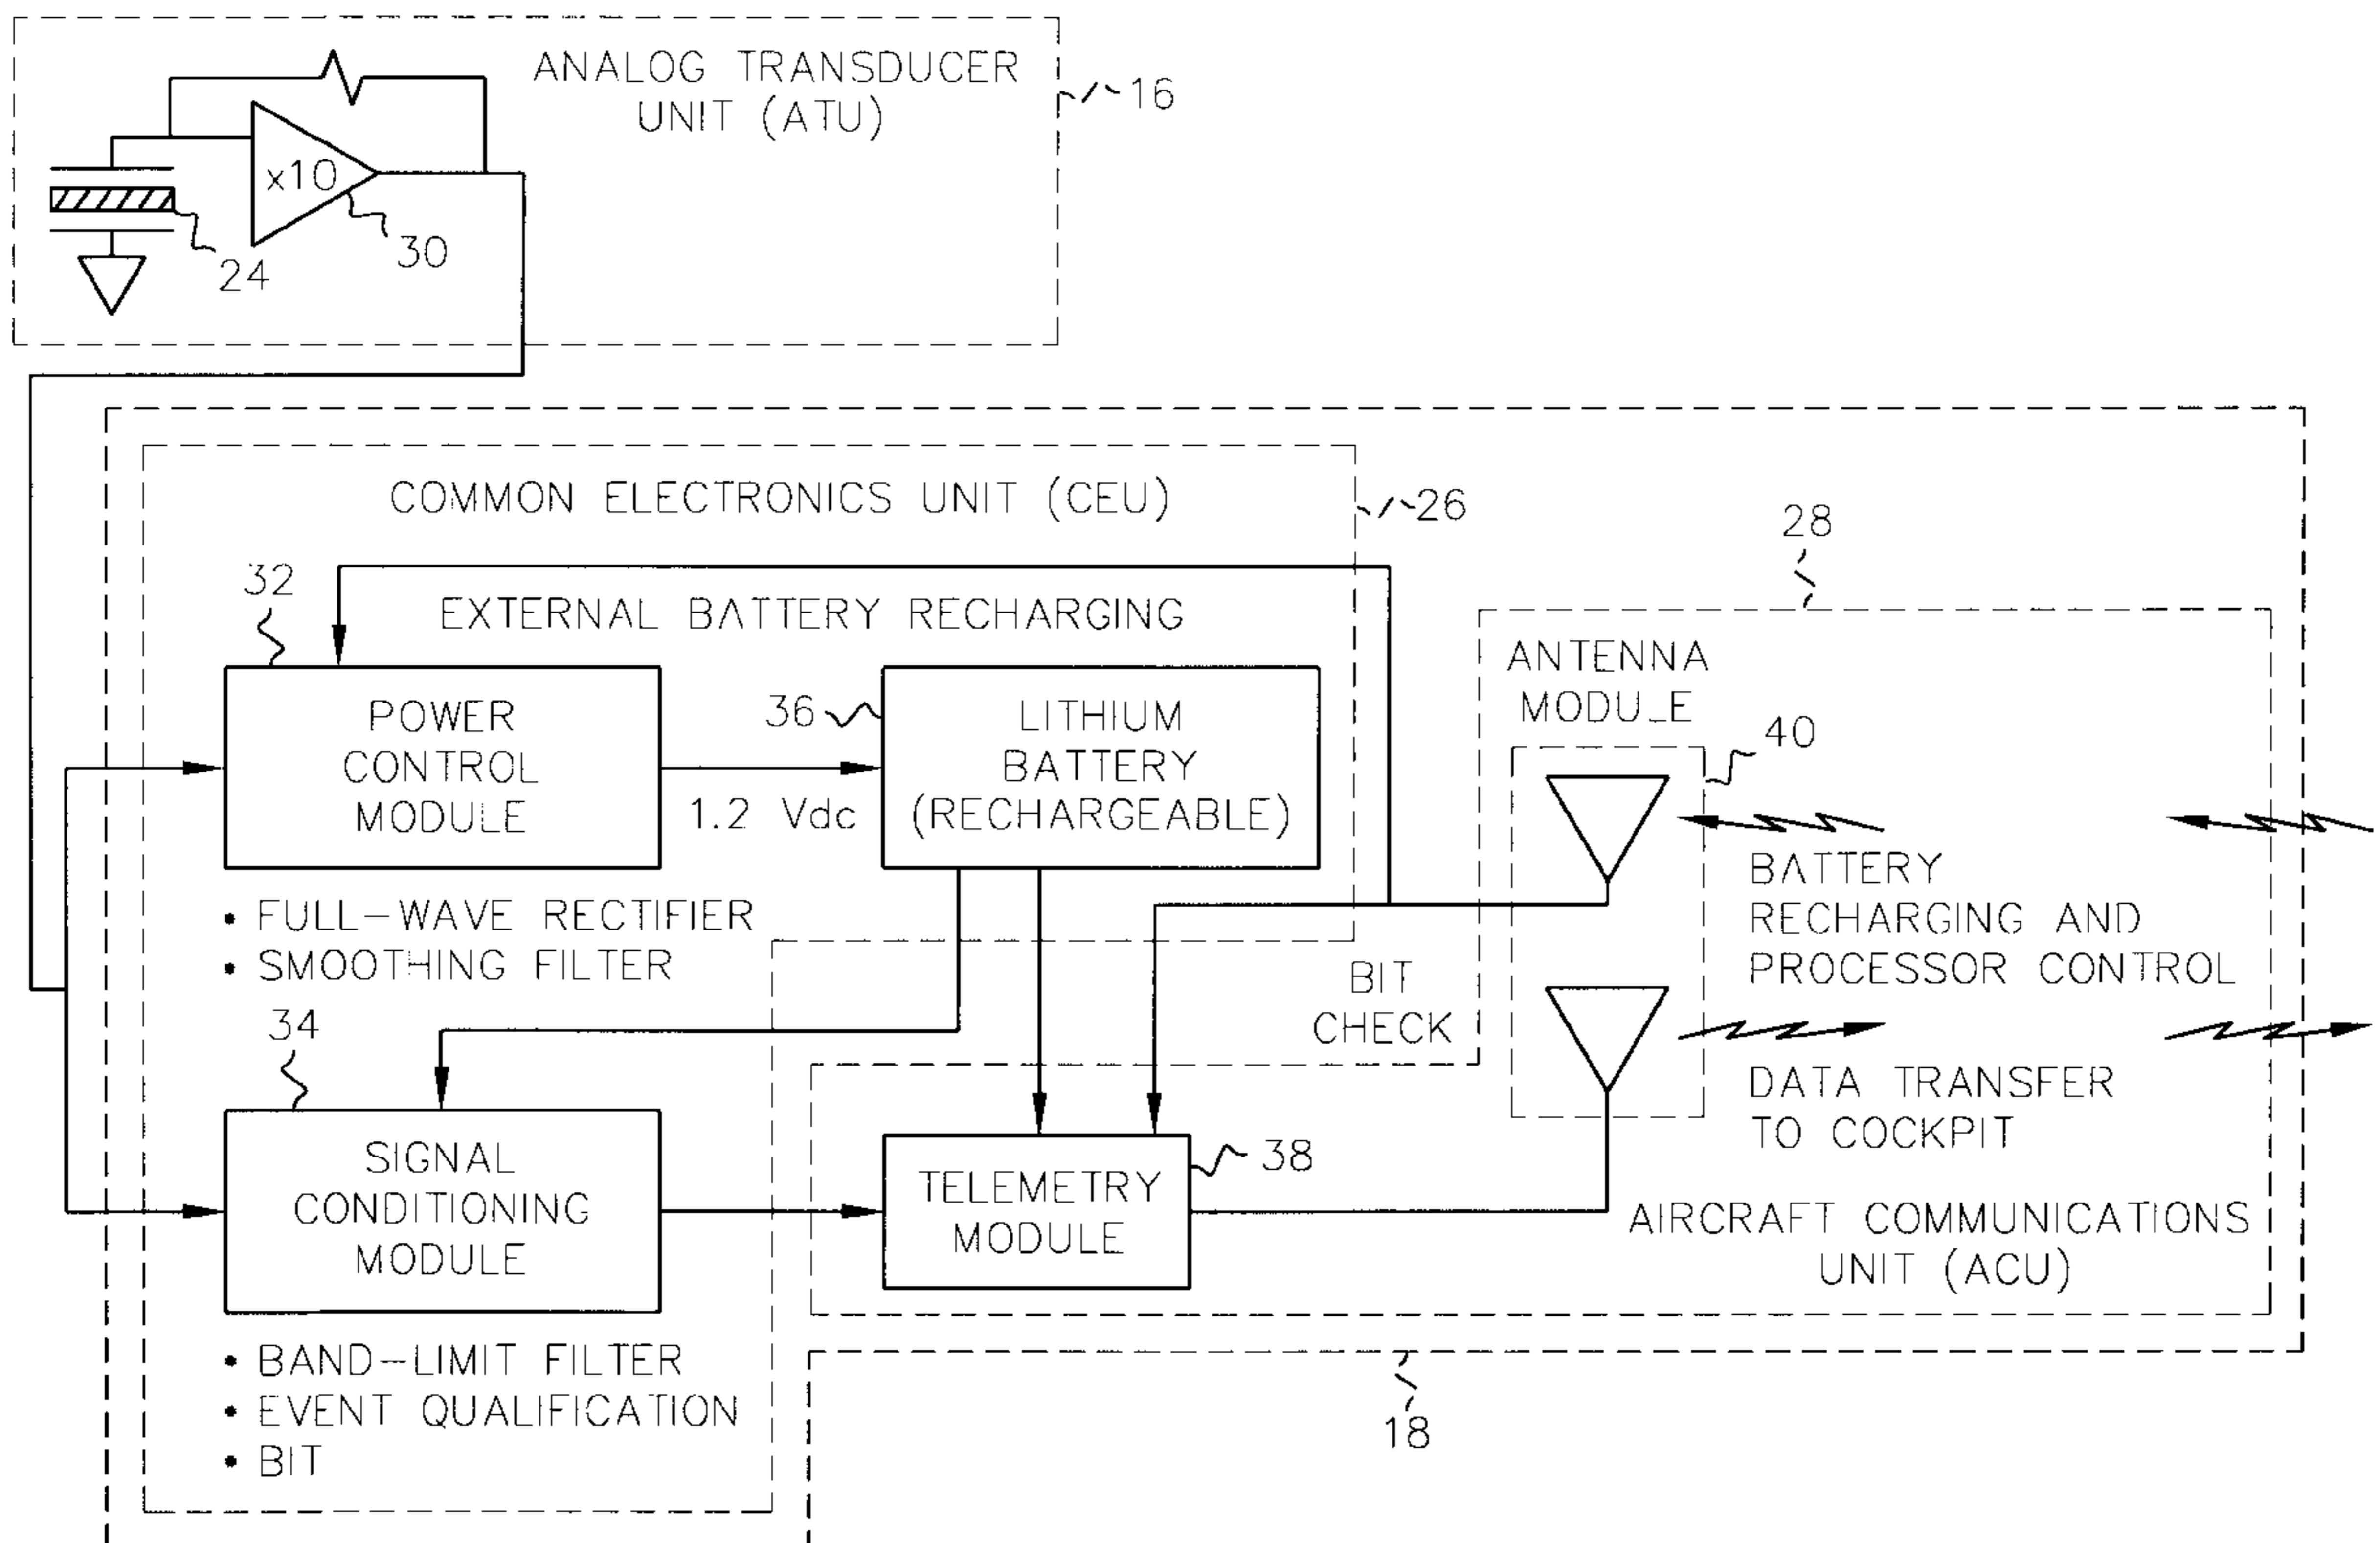 ANALOG TRANSDUCER
UNIT (ATU)
16
x10
30
24
COMMON ELECTRONICS UNIT (CEU)
26
28
32
EXTERNAL BATTERY RECHARGING
ANTENNA
MODULE
POWER
CONTROL
MODULE
36
LITHIUM
BATTERY
(RECHARGEABLE)
40
1.2 Vdc
BATTERY
RECHARGING AND
PROCESSOR CONTROL
• FULL-WAVE RECTIFIER
• SMOOTHING FILTER
BIT
CHECK
34
DATA TRANSFER
TO COCKPIT
SIGNAL
CONDITIONING
MODULE
TELEMETRY
MODULE
38
AIRCRAFT COMMUNICATIONS
UNIT (ACU)
• BAND-LIMIT FILTER
• EVENT QUALIFICATION
• BIT
18